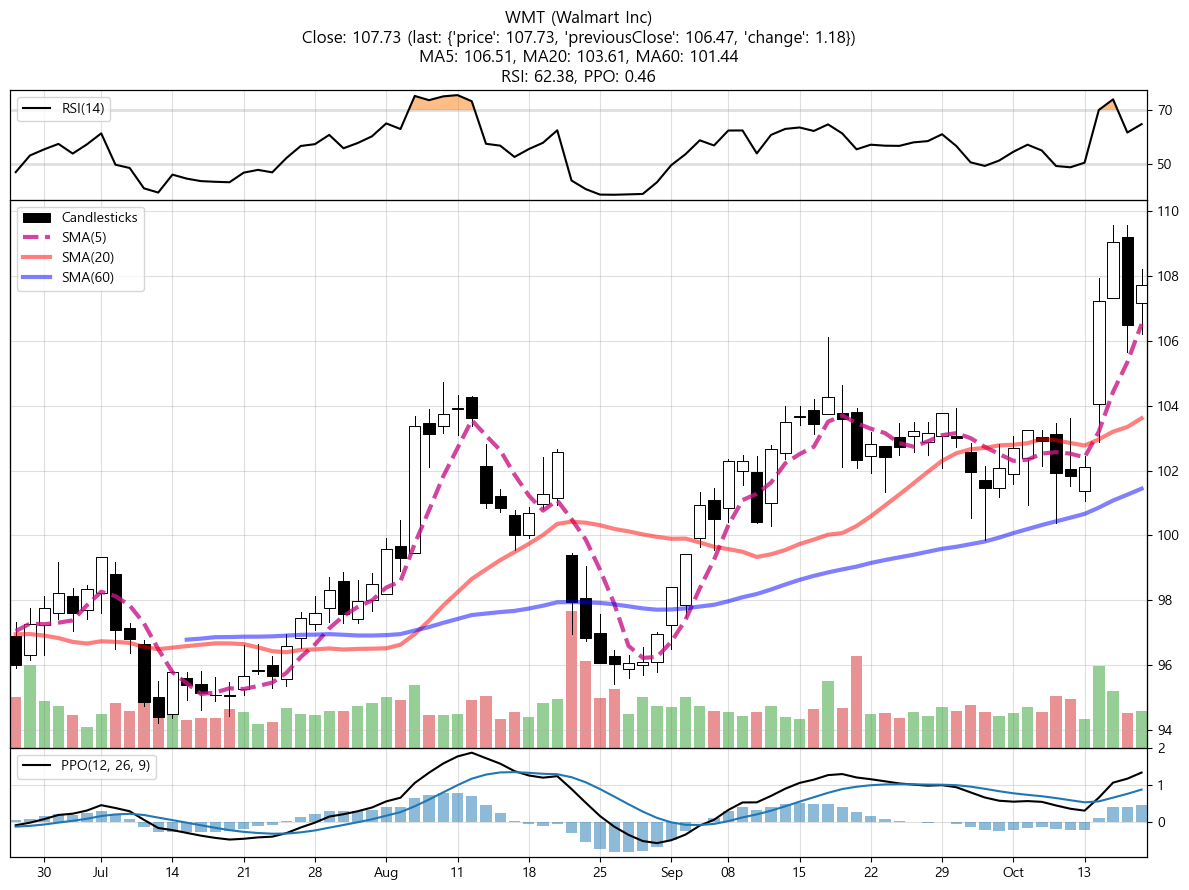 WMT (Walmart Inc)
Close: 107.73 (last: {'price': 107.73, 'previousClose': 106.47, 'change': 1.18})
MA5: 106.51, MA20: 103.61, MA60: 101.44
RSI: 62.38, PPO: 0.46
RSI(14)
70
50
Candlesticks
SMA(5)
SMA(20)
SMA(60)
110
108
106
104
102
100
98
96
94
PPO(12, 26, 9)
2
1
0
30 Jul 14 21 28 Aug 11 18 25 Sep 08 15 22 29 Oct 13